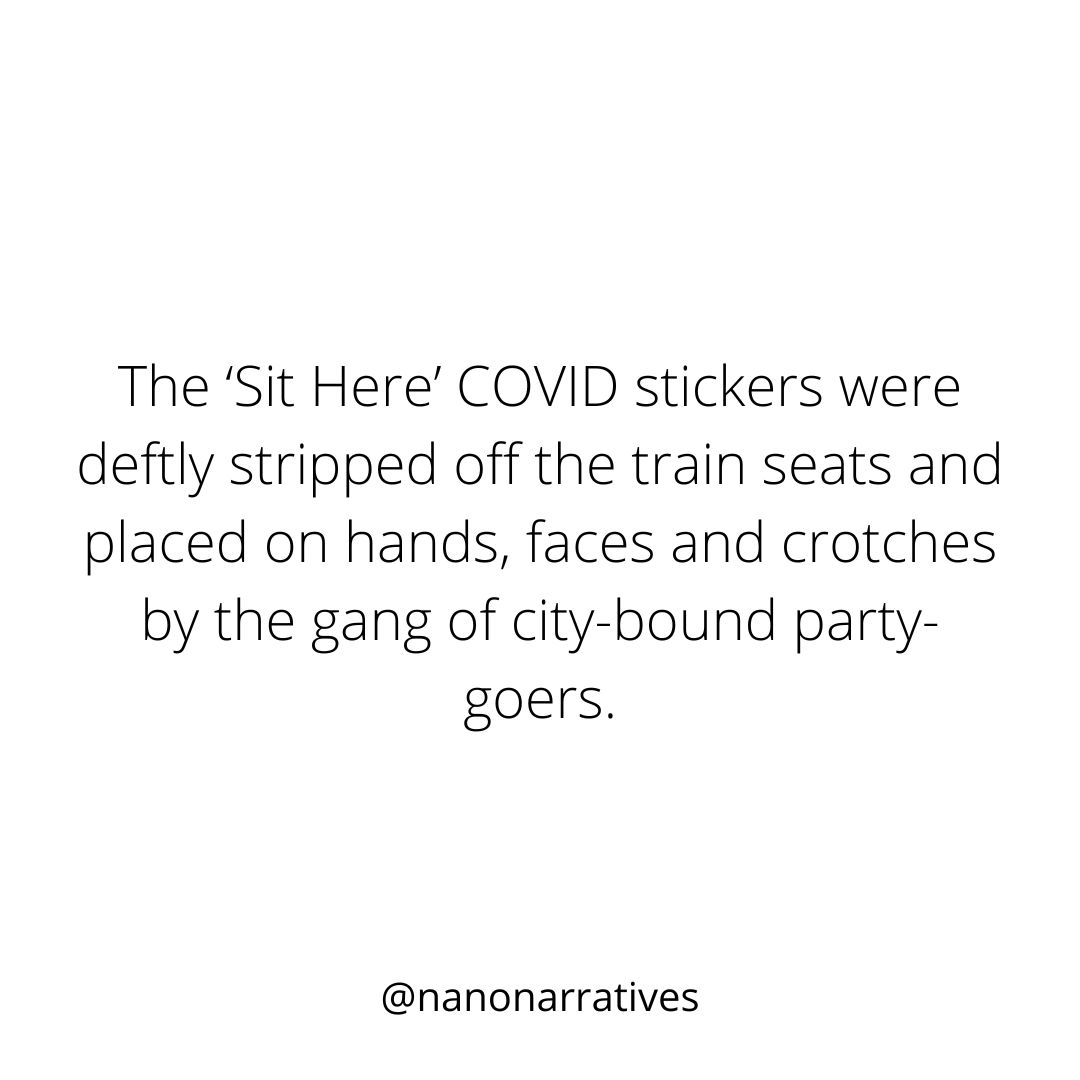 The ‘Sit Here’ COVID stickers were
deftly stripped off the train seats and
placed on hands, faces and crotches
by the gang of city-bound party-
goers.
@nanonarratives